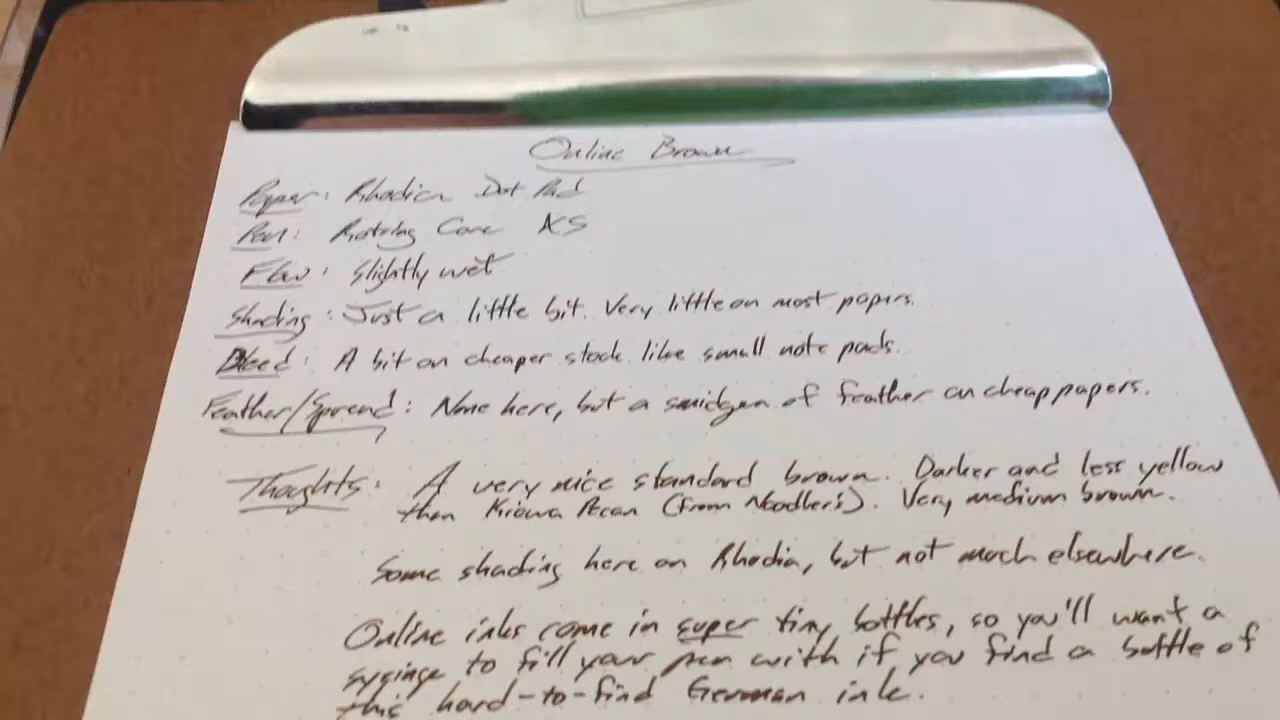 Online Brown
Paper: Rhodia Dot Pad
Pen: Rotring Core XS
Flow: Slightly wet
Shading: Just a little bit. Very little on most papers.
Bleed: A bit on cheaper stock like small note pads.
Feather/Spread: None here, but a smidgen of feather on cheap papers.
Thoughts: A very nice standard brown. Darker and less yellow
then Kiowa Pecan (from Noodler's). Very medium brown.
Some shading here on Rhodia, but not much elsewhere.
Online inks come in super tiny bottles, so you'll want a
syringe to fill your pen with if you find a bottle of
this hard-to-find German ink.